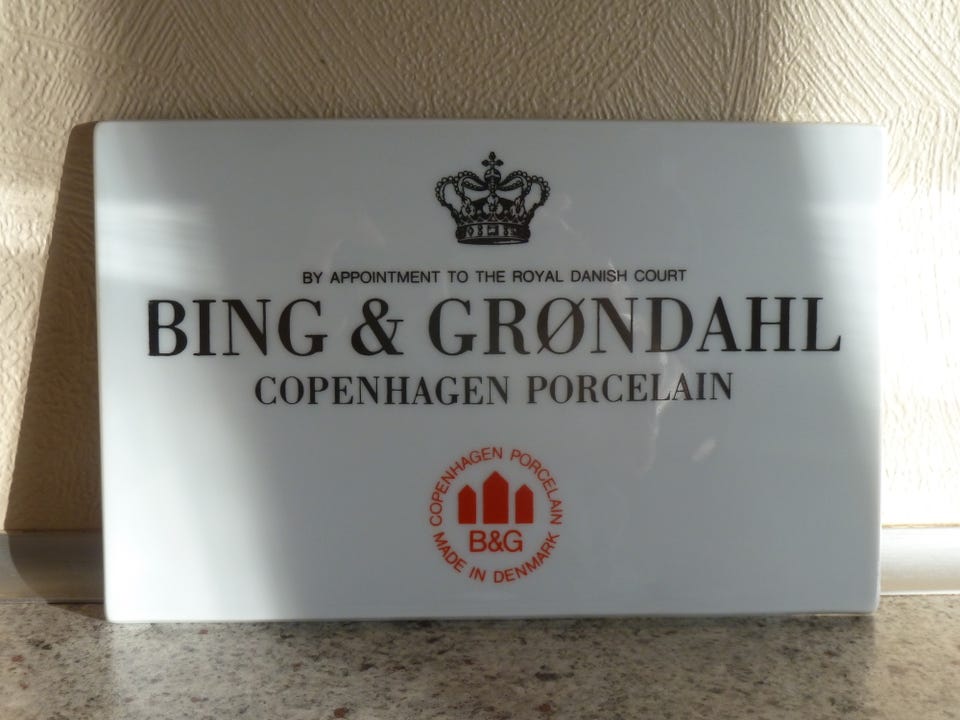 BY APPOINTMENT TO THE ROYAL DANISH COURT
BING & GRØNDAHL
COPENHAGEN PORCELAIN
COPENHAGEN PORCELAIN
B&G
MADE IN DENMARK